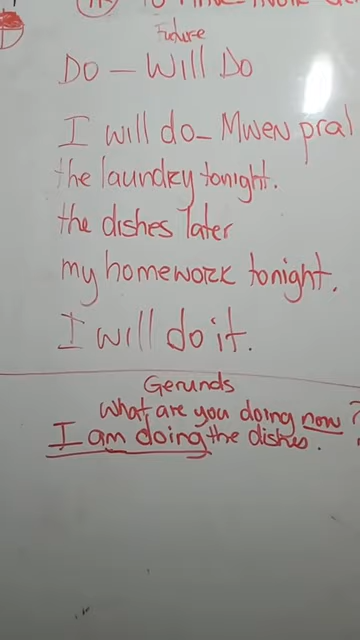 Future
DO – Will Do
I will do – Mwen pral
the laundry tonight.
the dishes later
my homework tonight.
I will do it.
Gerunds
What are you doing now?
I am doing the dishes.